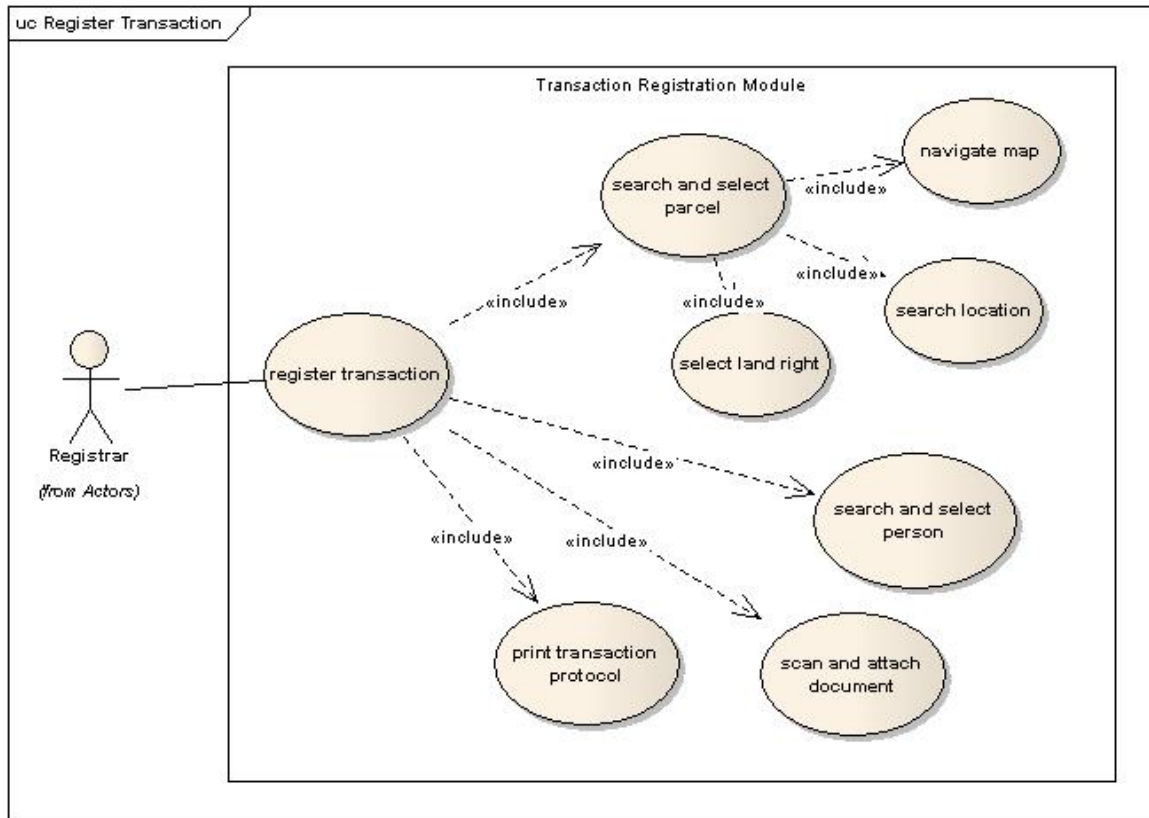 uc Register Transaction
Transaction Registration Module
navigate map
search and select
parcel
«include»
«include»
search location
«include»
«include»
select land right
register transaction
Registrar
(from Actors)
«include»
search and select
person
«include»
«include»
print transaction
protocol
scan and attach
document